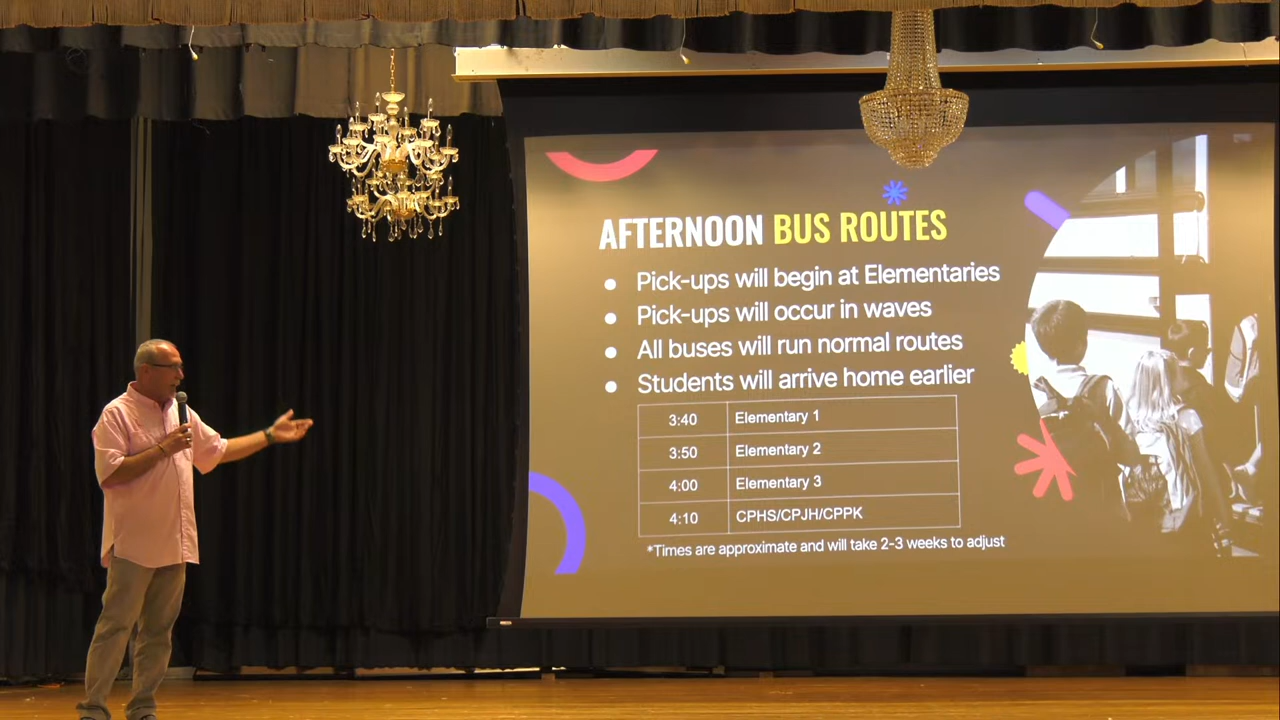 AFTERNOON BUS ROUTES
● Pick-ups will begin at Elementaries
● Pick-ups will occur in waves
● All buses will run normal routes
● Students will arrive home earlier
3:40 Elementary 1
3:50 Elementary 2
4:00 Elementary 3
4:10 CPHS/CPJH/CPPK
*Times are approximate and will take 2-3 weeks to adjust